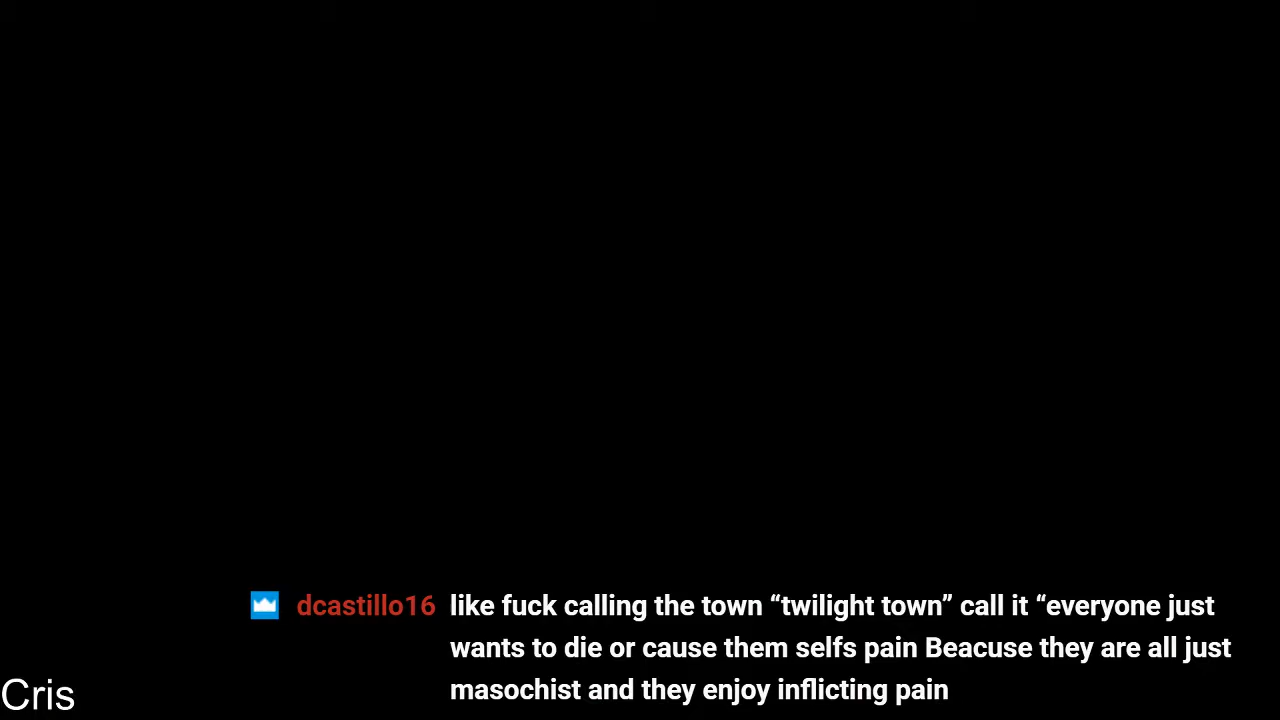 dcastillo16 like fuck calling the town “twilight town” call it “everyone just
wants to die or cause them selfs pain Beacuse they are all just
masochist and they enjoy inflicting pain
Cris